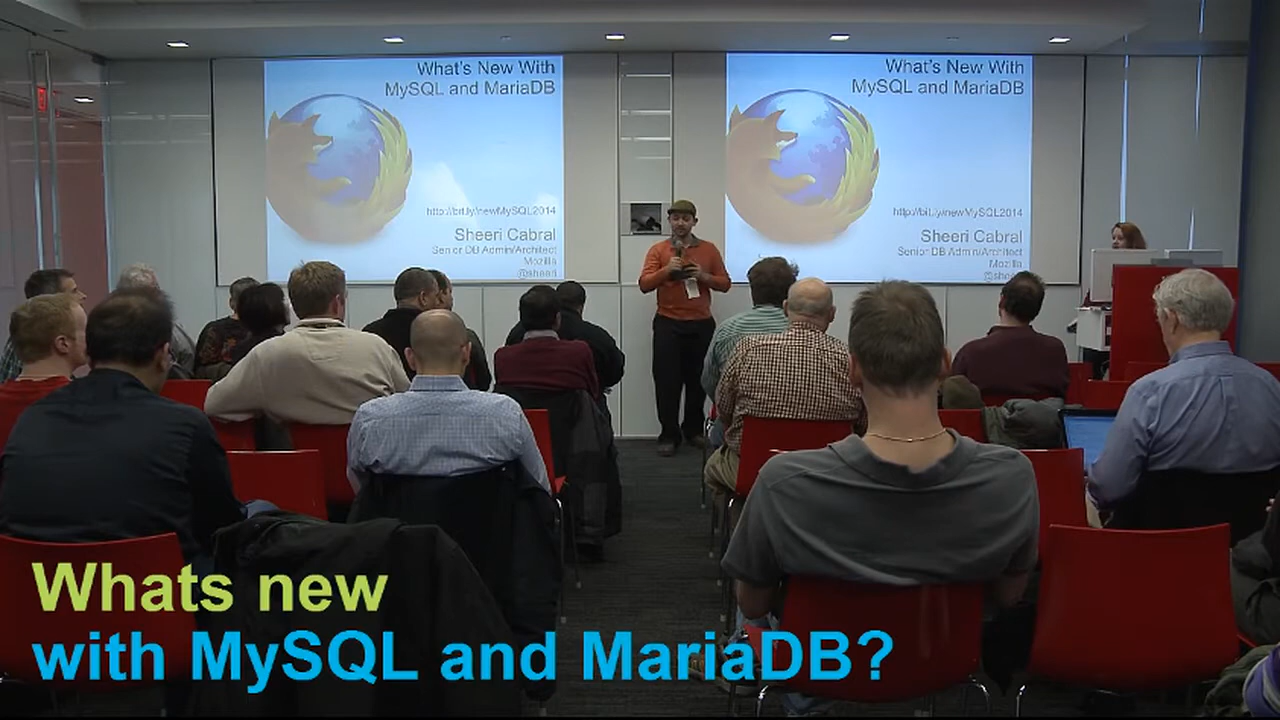 What's New With
MySQL and MariaDB
http://bit.ly/newMySQL2014
Sheeri Cabral
Senior DB Admin/Architect
Mozilla
@sheeri
What's New With
MySQL and MariaDB
http://bit.ly/newMySQL2014
Sheeri Cabral
Senior DB Admin/Architect
Mozilla
@sheeri
Whats new
with MySQL and MariaDB?